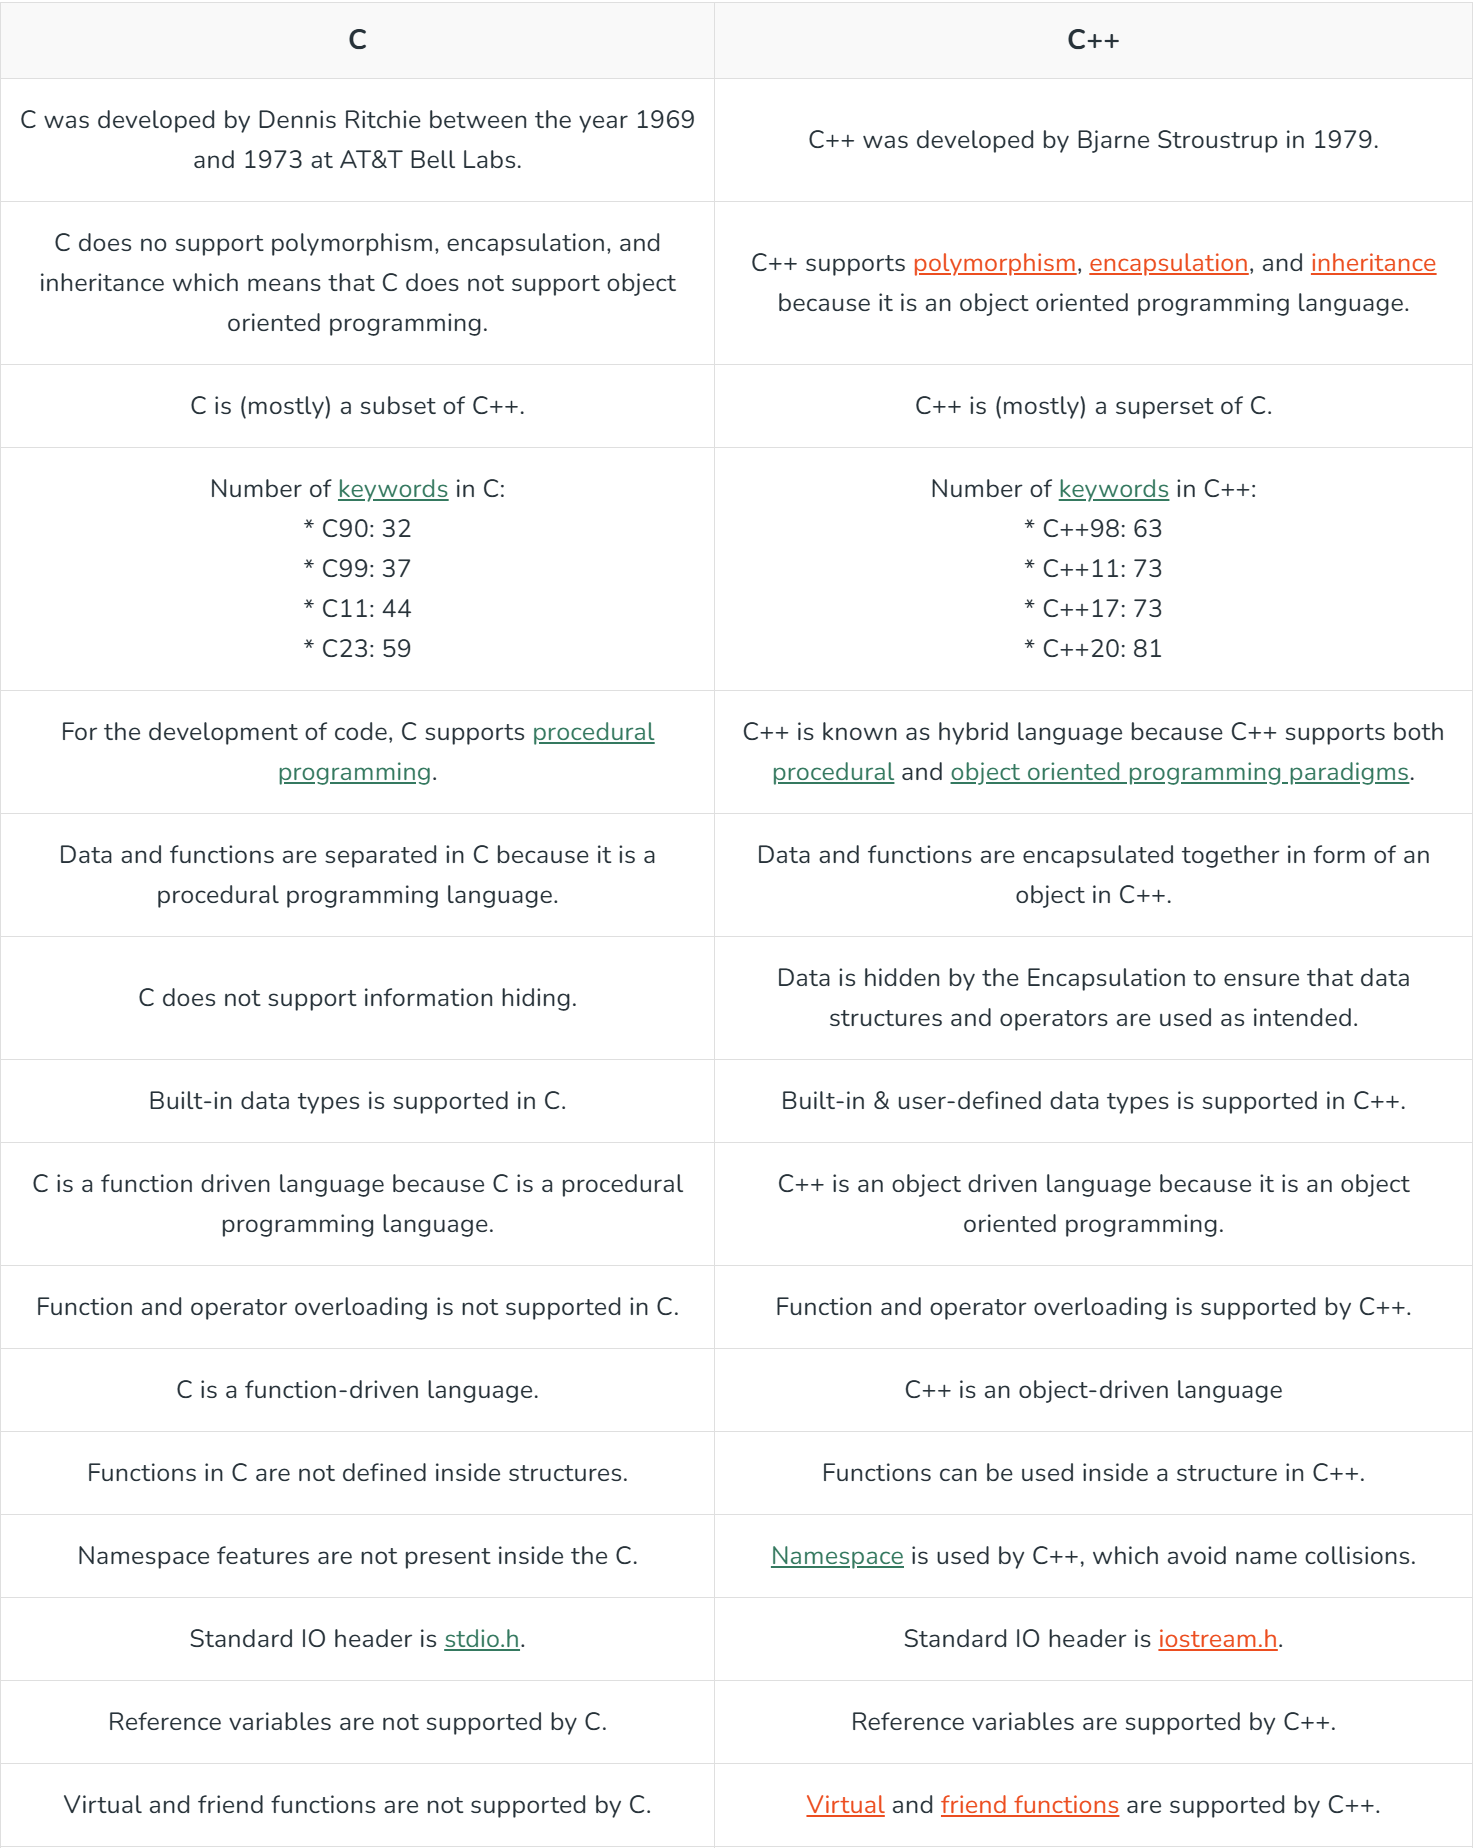 C
C++
C was developed by Dennis Ritchie between the year 1969
and 1973 at AT&T Bell Labs.
C++ was developed by Bjarne Stroustrup in 1979.
C does no support polymorphism, encapsulation, and
inheritance which means that C does not support object
oriented programming.
C++ supports polymorphism, encapsulation, and inheritance
because it is an object oriented programming language.
C is (mostly) a subset of C++.
C++ is (mostly) a superset of C.
Number of keywords in C:
* C90: 32
* C99: 37
* C11: 44
* C23: 59
Number of keywords in C++:
* C++98: 63
* C++11: 73
* C++17: 73
* C++20: 81
For the development of code, C supports procedural
programming.
C++ is known as hybrid language because C++ supports both
procedural and object oriented programming paradigms.
Data and functions are separated in C because it is a
procedural programming language.
Data and functions are encapsulated together in form of an
object in C++.
C does not support information hiding.
Data is hidden by the Encapsulation to ensure that data
structures and operators are used as intended.
Built-in data types is supported in C.
Built-in & user-defined data types is supported in C++.
C is a function driven language because C is a procedural
programming language.
C++ is an object driven language because it is an object
oriented programming.
Function and operator overloading is not supported in C.
Function and operator overloading is supported by C++.
C is a function-driven language.
C++ is an object-driven language
Functions in C are not defined inside structures.
Functions can be used inside a structure in C++.
Namespace features are not present inside the C.
Namespace is used by C++, which avoid name collisions.
Standard IO header is stdio.h.
Standard IO header is iostream.h.
Reference variables are not supported by C.
Reference variables are supported by C++.
Virtual and friend functions are not supported by C.
Virtual and friend functions are supported by C++.